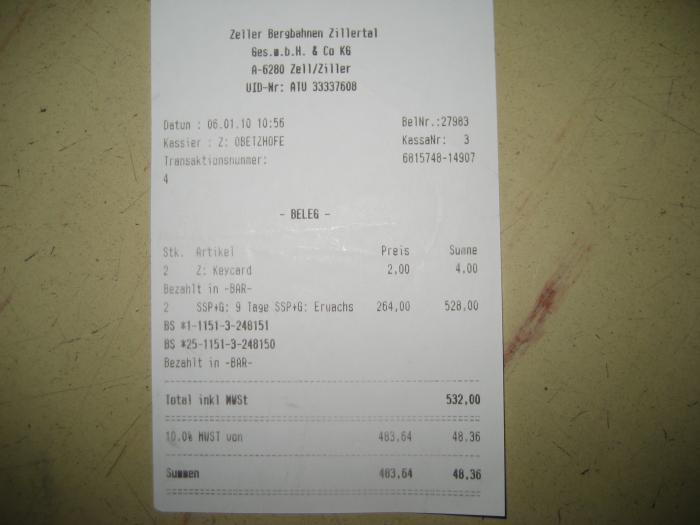 Zeller Bergbahnen Zillertal
Ges.m.b.H. & Co KG
A-6280 Zell/Ziller
UID-Nr: ATU 33337608
Datum : 06.01.10 10:56 BelNr.:27983
Kassier : Z: OBETZHOFE KassaNr: 3
Transaktionsnummer: 6815748-14907
4
- BELEG -
Stk. Artikel Preis Summe
2 Z: Keycard 2,00 4,00
Bezahlt in -BAR-
2 SSP+G: 9 Tage SSP+G: Erwachs 264,00 528,00
BS *1-1151-3-248151
BS *25-1151-3-248150
Bezahlt in -BAR-
Total inkl MWSt 532,00
10.0% MWST von 483,64 48,36
Summen 483,64 48,36